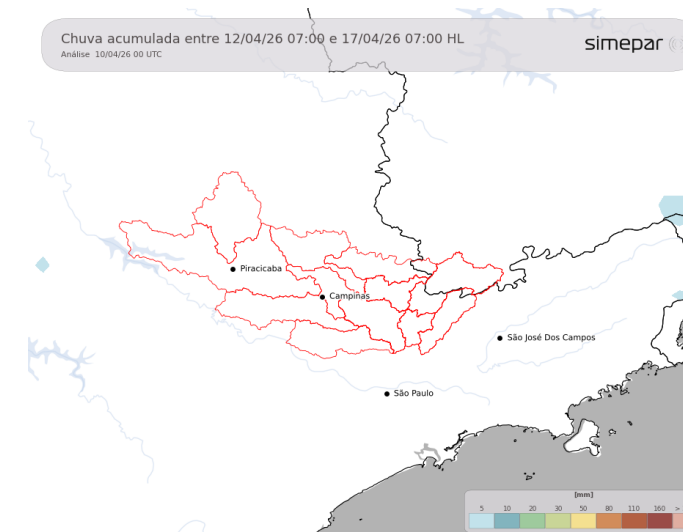 Chuva acumulada entre 12/04/26 07:00 e 17/04/26 07:00 HL
Análise 10/04/26 00 UTC
simepar
Piracicaba
Campinas
São José Dos Campos
São Paulo
[mm]
5 10 20 30 50 80 110 160 >